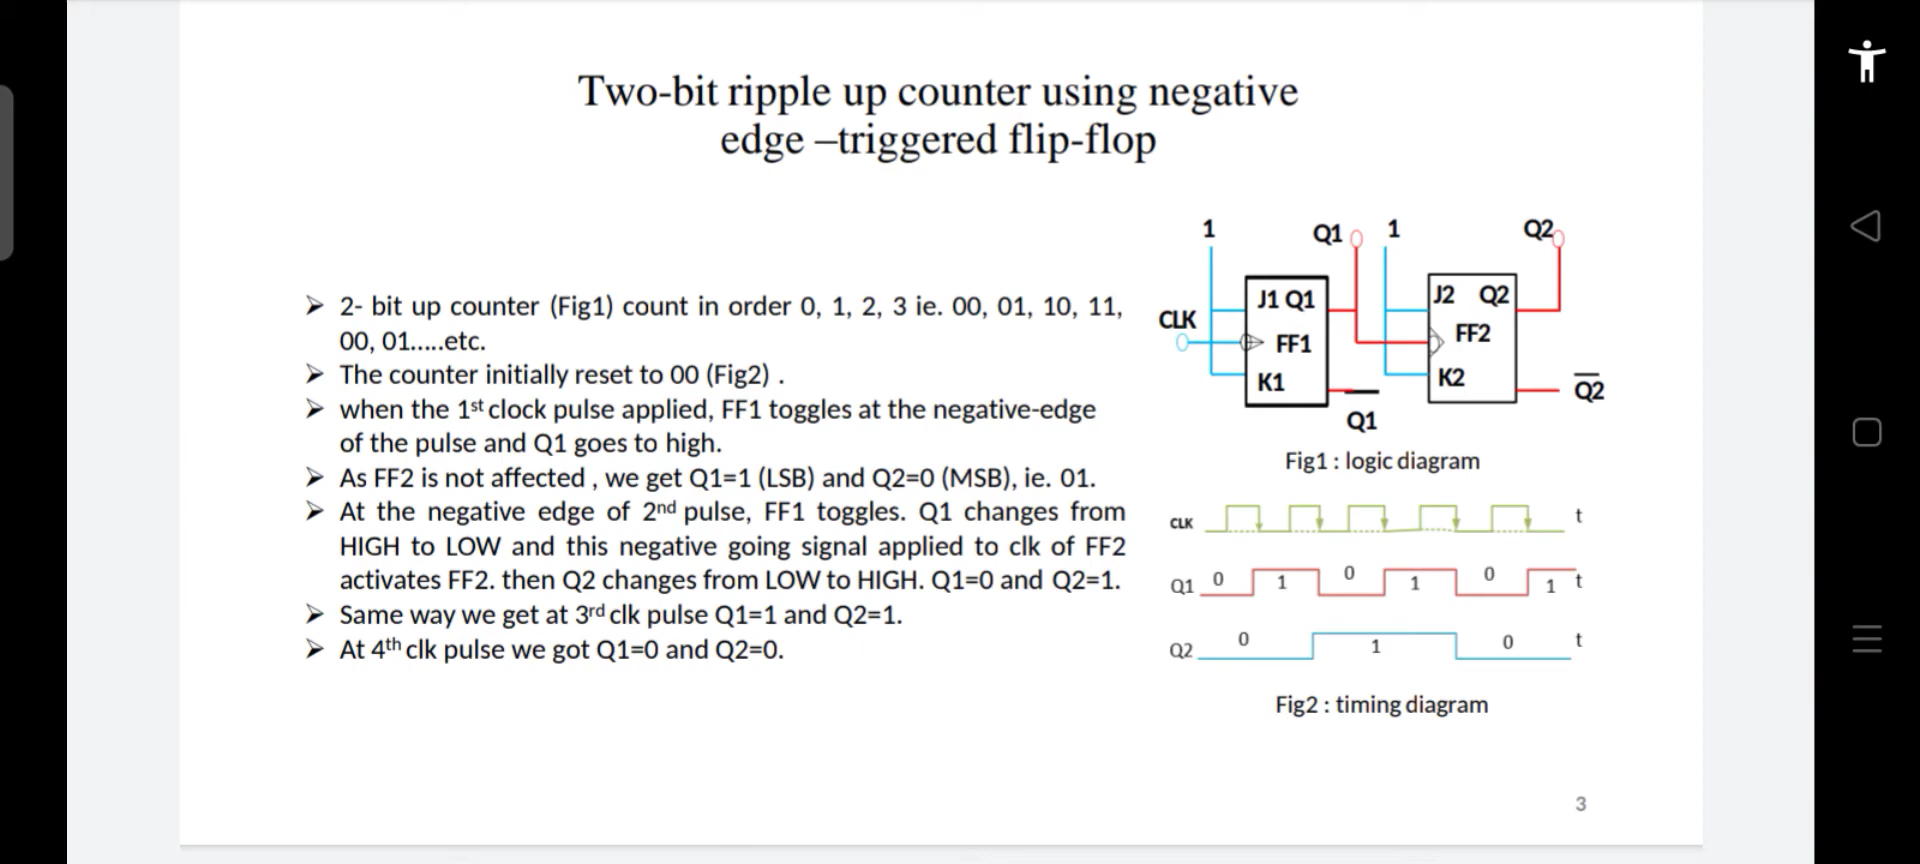 Two-bit ripple up counter using negative
edge –triggered flip-flop
➢ 2- bit up counter (Fig1) count in order 0, 1, 2, 3 ie. 00, 01, 10, 11,
00, 01.....etc.
➢ The counter initially reset to 00 (Fig2) .
➢ when the 1st clock pulse applied, FF1 toggles at the negative-edge
of the pulse and Q1 goes to high.
➢ As FF2 is not affected , we get Q1=1 (LSB) and Q2=0 (MSB), ie. 01.
➢ At the negative edge of 2nd pulse, FF1 toggles. Q1 changes from
HIGH to LOW and this negative going signal applied to clk of FF2
activates FF2. then Q2 changes from LOW to HIGH. Q1=0 and Q2=1.
➢ Same way we get at 3rd clk pulse Q1=1 and Q2=1.
➢ At 4th clk pulse we got Q1=0 and Q2=0.
1 Q1 1 Q2
J1 Q1 J2 Q2
CLK
FF1 FF2
K1 K2
Q2
Q1
Fig1 : logic diagram
CLK t
Q1 0 1 0 1 0 1 t
Q2 0 1 0 t
Fig2 : timing diagram
3